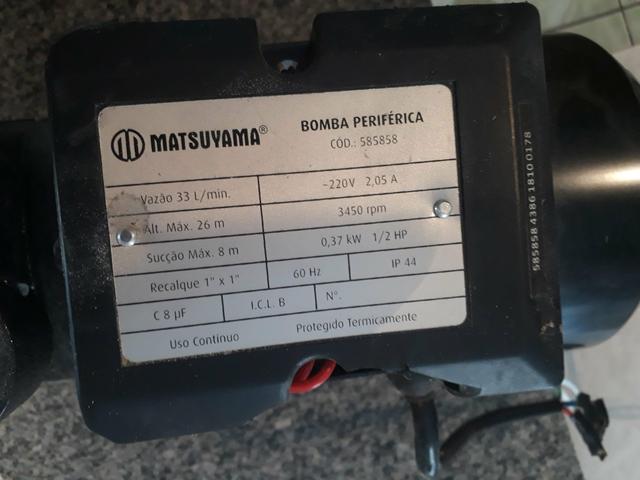 MATSUYAMA®
BOMBA PERIFÉRICA
CÓD.: 585858
Vazão 33 L/min.
~220V 2,05 A
Alt. Máx. 26 m
3450 rpm
Sucção Máx. 8 m
0,37 kW 1/2 HP
Recalque 1" x 1"
60 Hz
IP 44
C 8 µF
I.C.L. B
N°.
Uso Contínuo
Protegido Termicamente
585858 4386 1810 0178